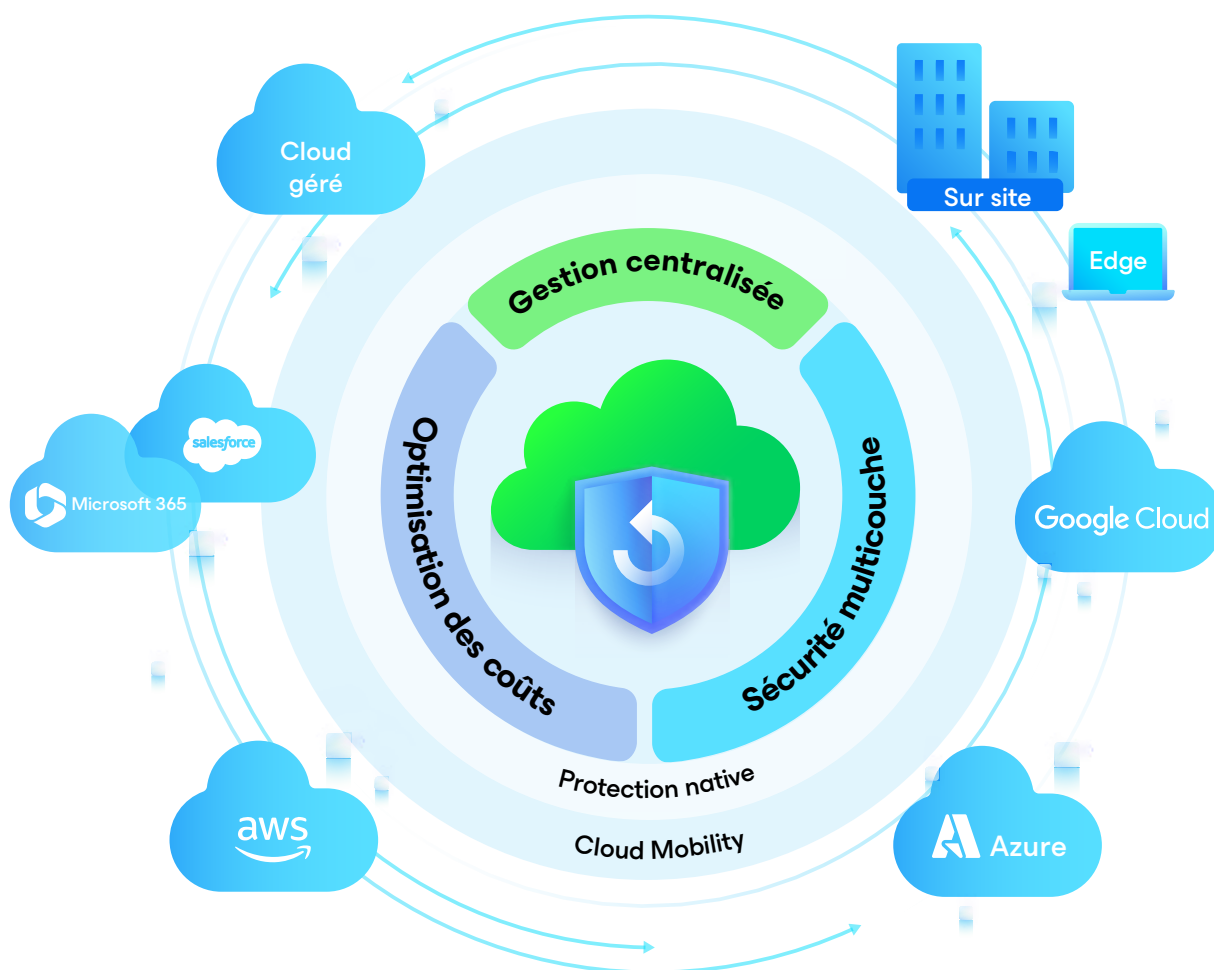 Cloud
géré
Sur site
Edge
Gestion centralisée
Optimisation des coûts
Sécurité multicouche
salesforce
Microsoft 365
Google Cloud
Protection native
Cloud Mobility
aws
Azure